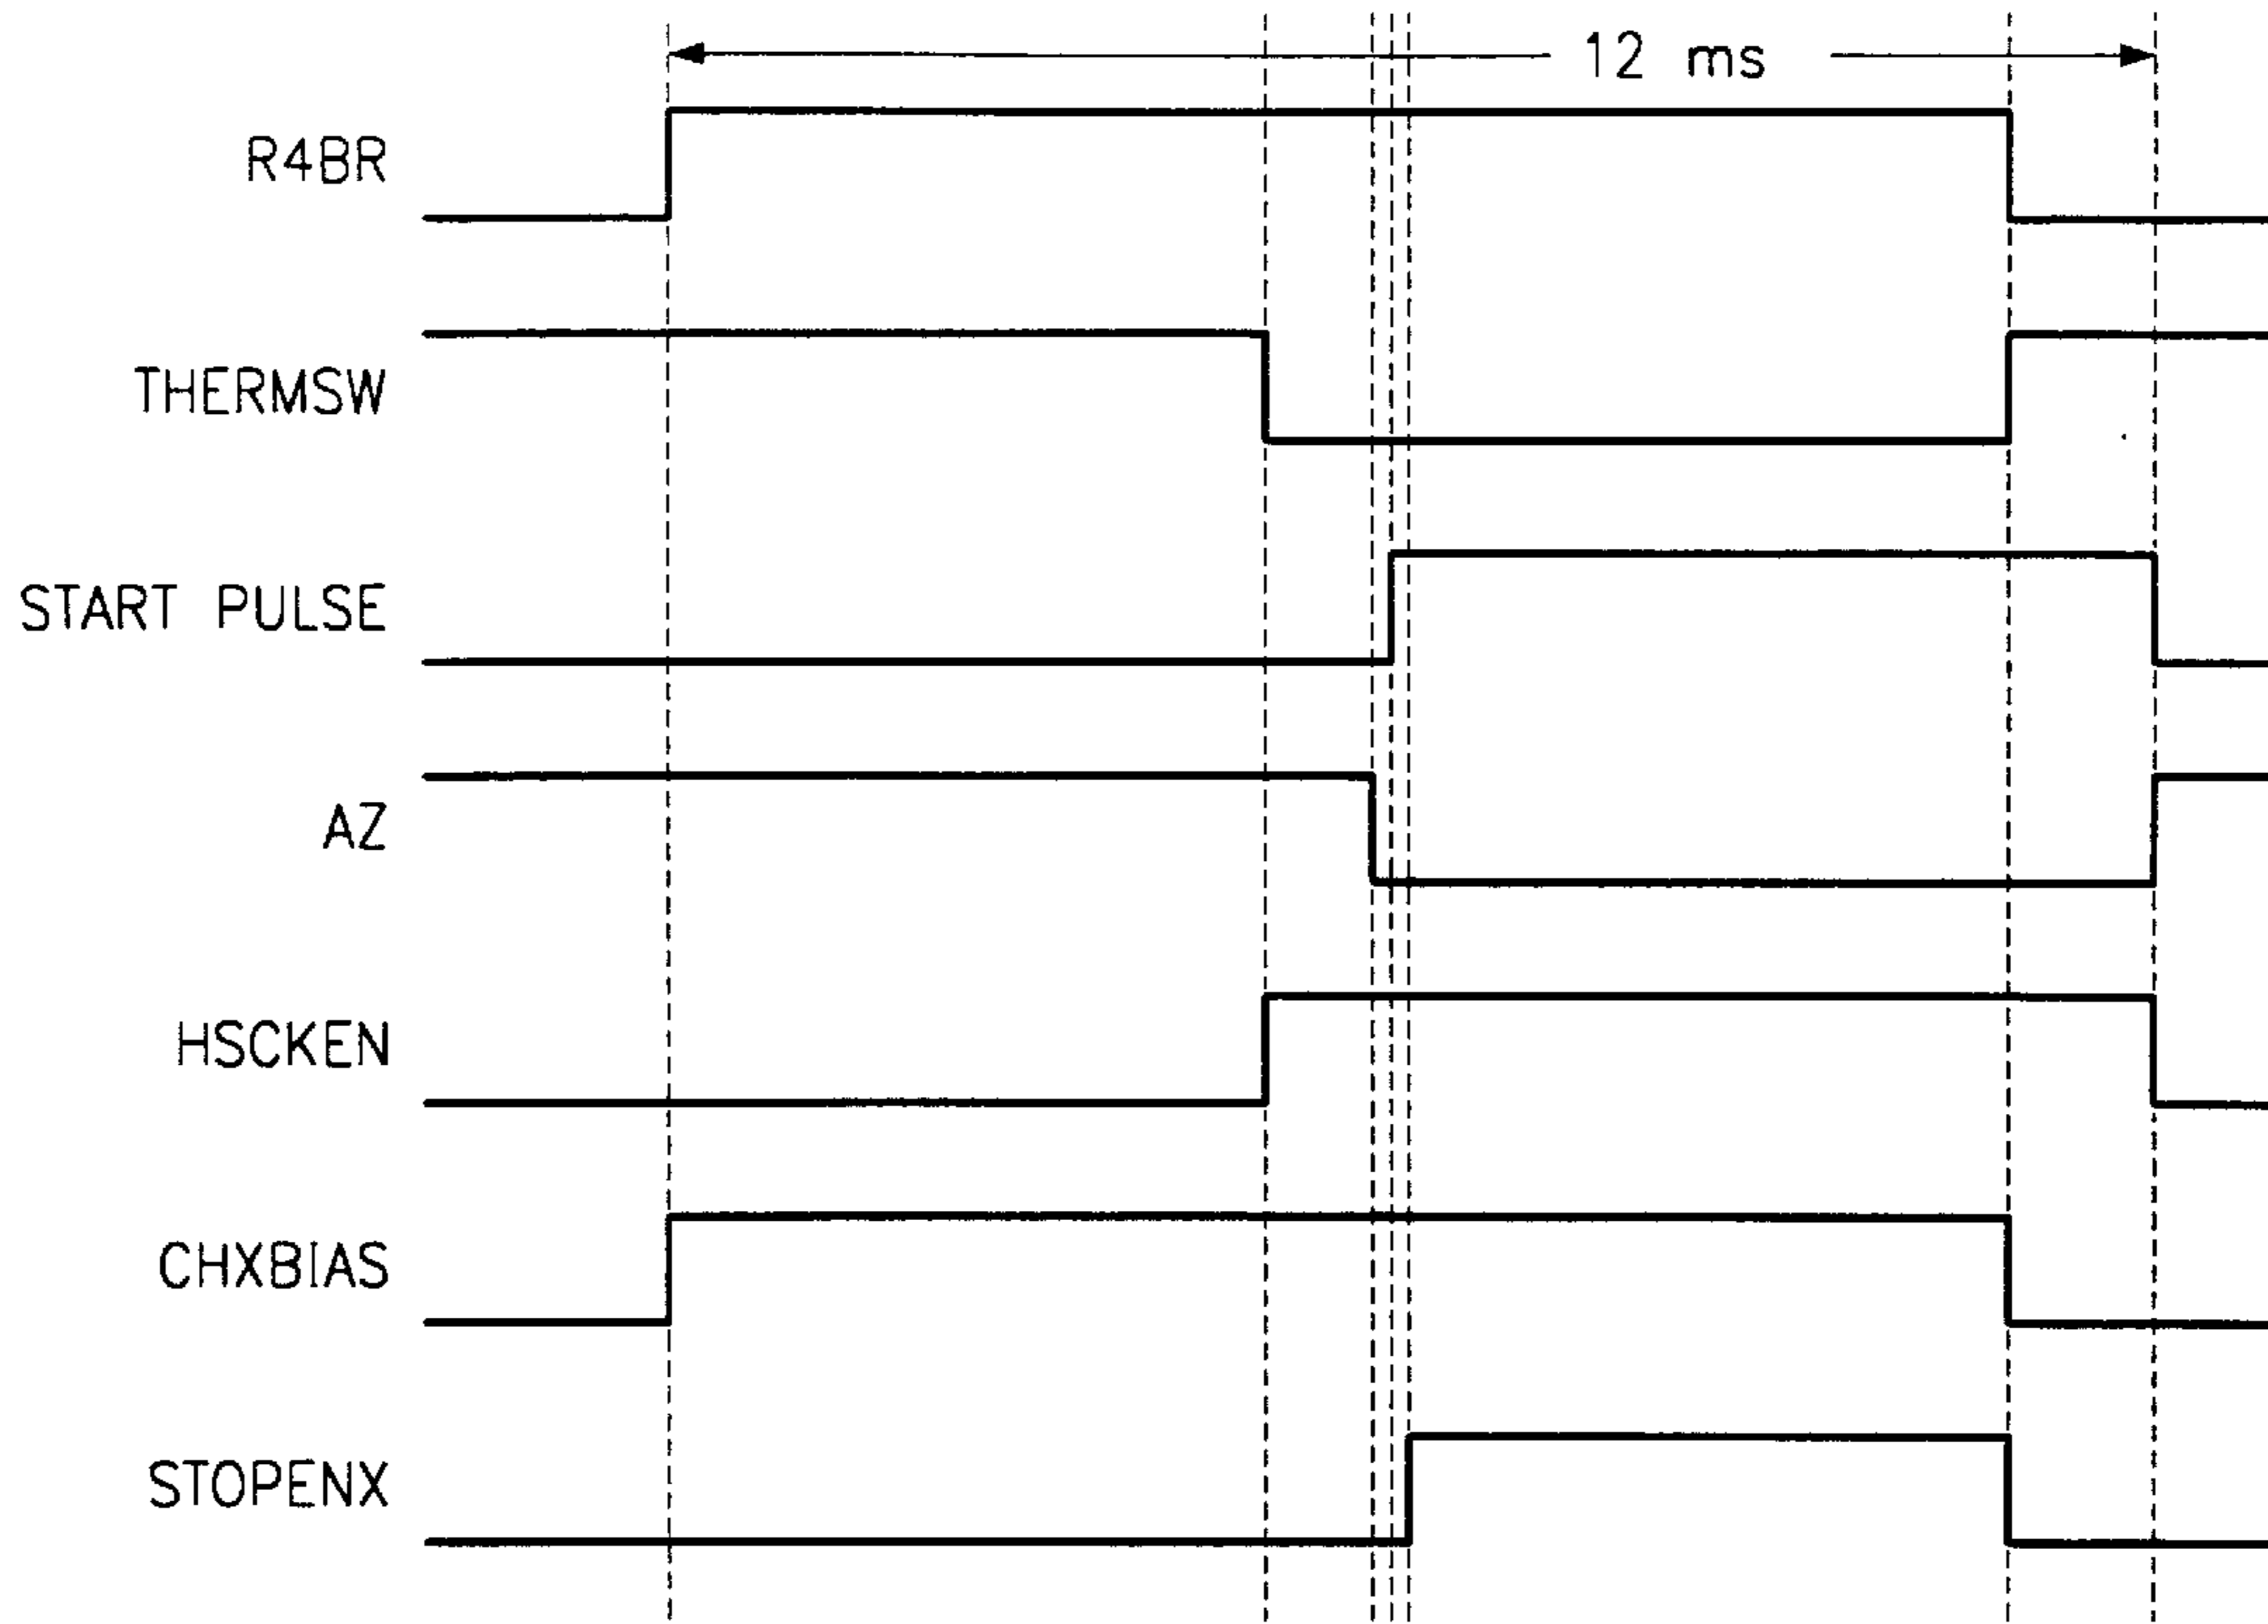 12 ms
R4BR
THERMSW
START PULSE
AZ
HSCKEN
CHXBIAS
STOPENX